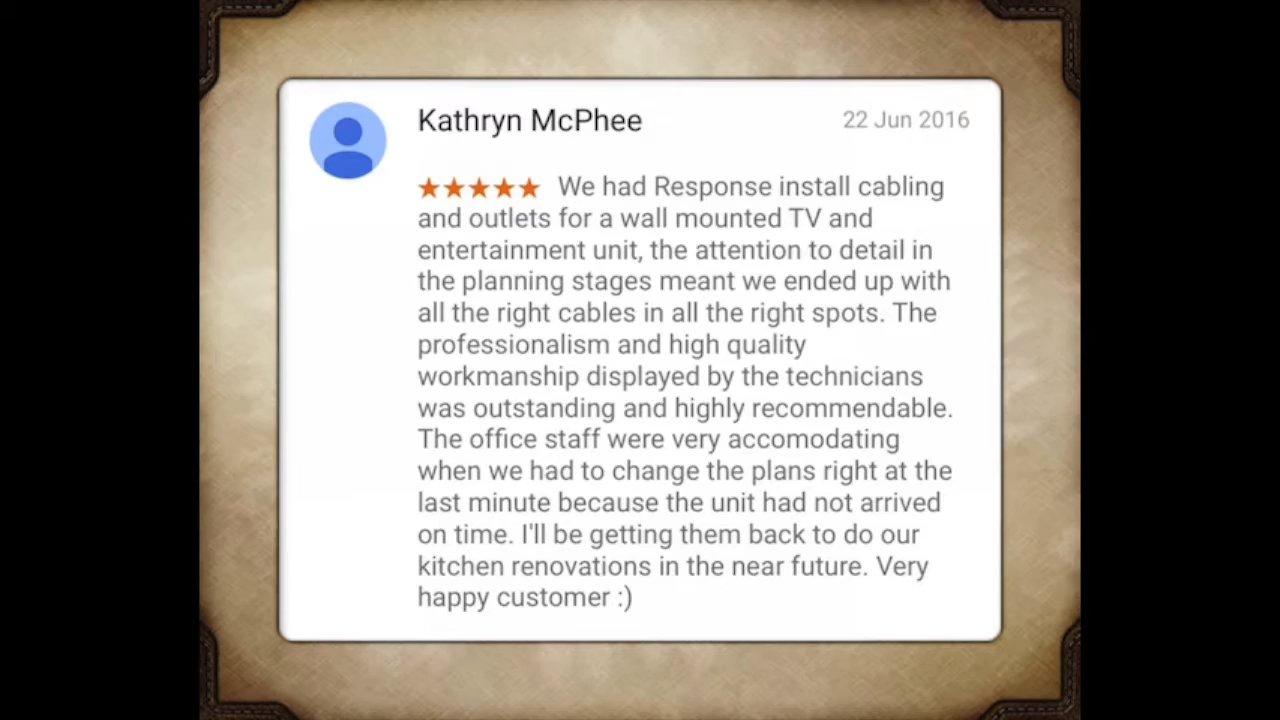 Kathryn McPhee
22 Jun 2016
We had Response install cabling
and outlets for a wall mounted TV and
entertainment unit, the attention to detail in
the planning stages meant we ended up with
all the right cables in all the right spots. The
professionalism and high quality
workmanship displayed by the technicians
was outstanding and highly recommendable.
The office staff were very accomodating
when we had to change the plans right at the
last minute because the unit had not arrived
on time. I'll be getting them back to do our
kitchen renovations in the near future. Very
happy customer :)